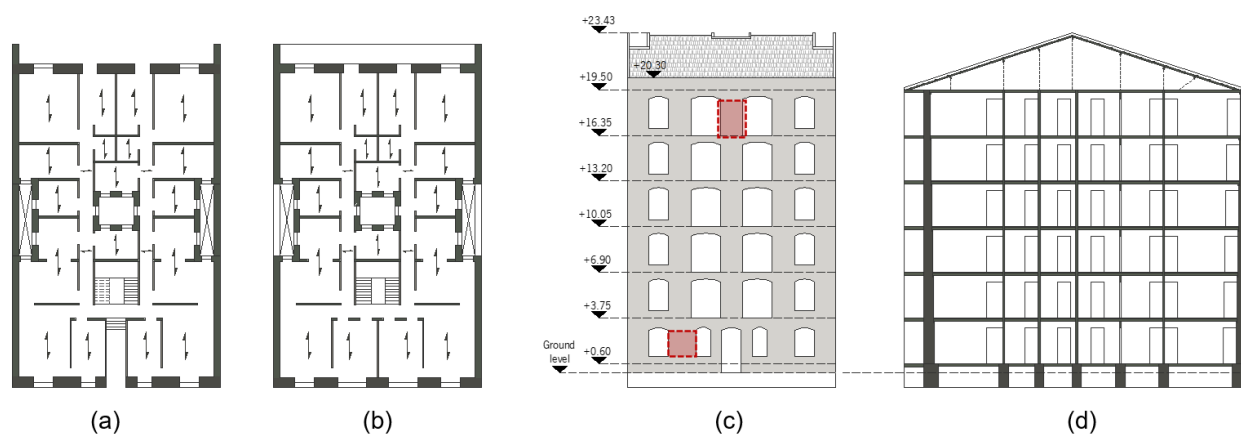 +23.43
+20.30
+19.50
+16.35
+13.20
+10.05
+6.90
+3.75
+0.60
Ground
level
(a)
(b)
(c)
(d)